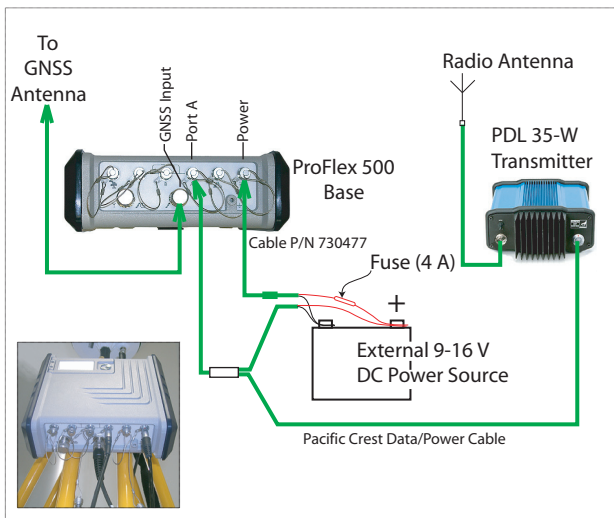 To
GNSS
Antenna
GNSS Input
Port A
Power
ProFlex 500
Base
Radio Antenna
PDL 35-W
Transmitter
Cable P/N 730477
Fuse (4 A)
+
External 9-16 V
DC Power Source
Pacific Crest Data/Power Cable